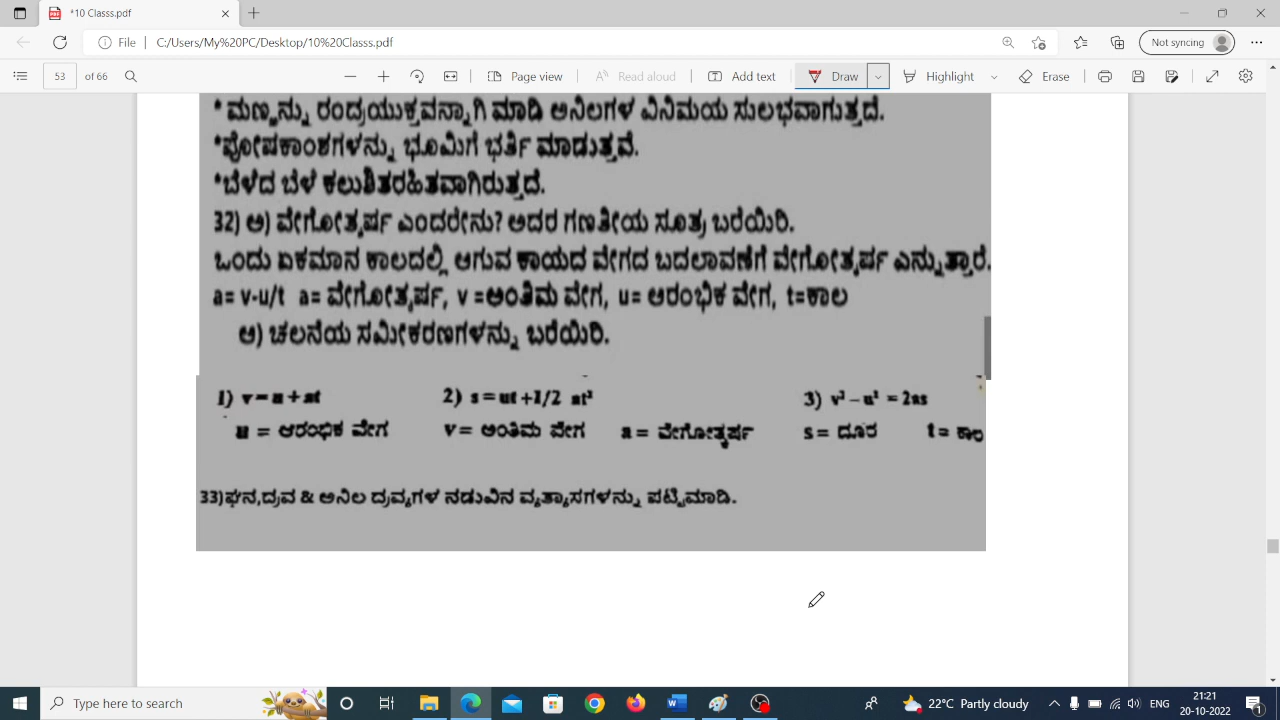 *10 Classs.pdf
File C:/Users/My%20PC/Desktop/10%20Classs.pdf Not syncing
53 of 66 Page view Read aloud Add text Draw Highlight Erase
* ಮಣ್ಣನ್ನು ರಂದ್ರಯುಕ್ತವನ್ನಾಗಿ ಮಾಡಿ ಅನಿಲಗಳ ವಿನಿಮಯ ಸುಲಭವಾಗುತ್ತದೆ.
*ಪೋಷಕಾಂಶಗಳನ್ನು ಭೂಮಿಗೆ ಭರ್ತಿ ಮಾಡುತ್ತವೆ.
*ಬೆಳೆದ ಬೆಳೆ ಕಲುಶಿತರಹಿತವಾಗಿರುತ್ತದೆ.
32) ಅ) ವೇಗೋತ್ಕರ್ಷ ಎಂದರೇನು? ಅದರ ಗಣತೀಯ ಸೂತ್ರ ಬರೆಯಿರಿ.
ಒಂದು ಏಕಮಾನ ಕಾಲದಲ್ಲಿ ಆಗುವ ಕಾಯದ ವೇಗದ ಬದಲಾವಣೆಗೆ ವೇಗೋತ್ಕರ್ಷ ಎನ್ನುತ್ತಾರೆ.
a= v-u/t a= ವೇಗೋತ್ಕರ್ಷ, v =ಅಂತಿಮ ವೇಗ, u= ಆರಂಭಿಕ ವೇಗ, t=ಕಾಲ
ಆ) ಚಲನೆಯ ಸಮೀಕರಣಗಳನ್ನು ಬರೆಯಿರಿ.
1) v=u+at 2) s=ut+1/2 at² 3) v²-u² =2as
u = ಆರಂಭಿಕ ವೇಗ v= ಅಂತಿಮ ವೇಗ a= ವೇಗೋತ್ಕರ್ಷ s= ದೂರ t= ಕಾಲ
33)ಘನ,ದ್ರವ & ಅನಿಲ ದ್ರವ್ಯಗಳ ನಡುವಿನ ವ್ಯತ್ಯಾಸಗಳನ್ನು ಪಟ್ಟಿಮಾಡಿ.
Type here to search 22°C Partly cloudy ENG 21:21
20-10-2022